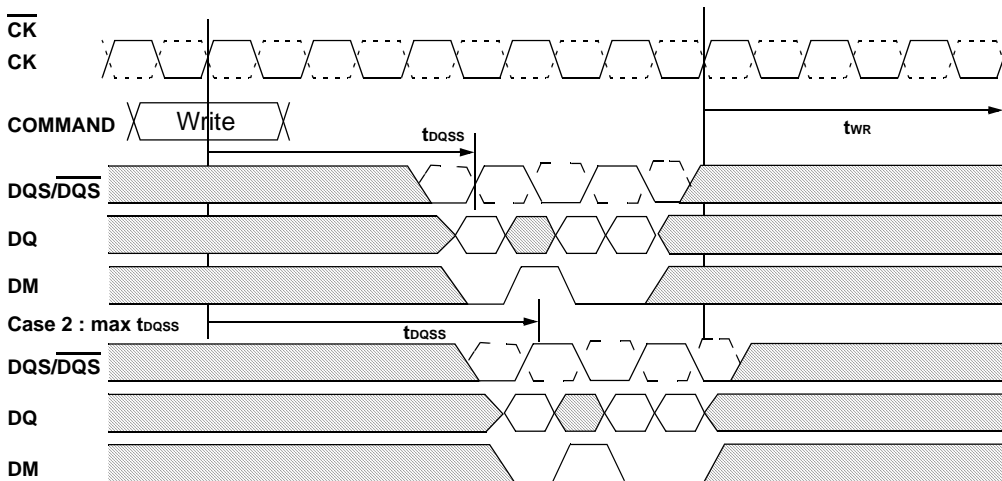 CK
CK
COMMAND Write
tDQSS
tWR
DQS/DQS
DQ
DM
Case 2 : max tDQSS
tDQSS
DQS/DQS
DQ
DM